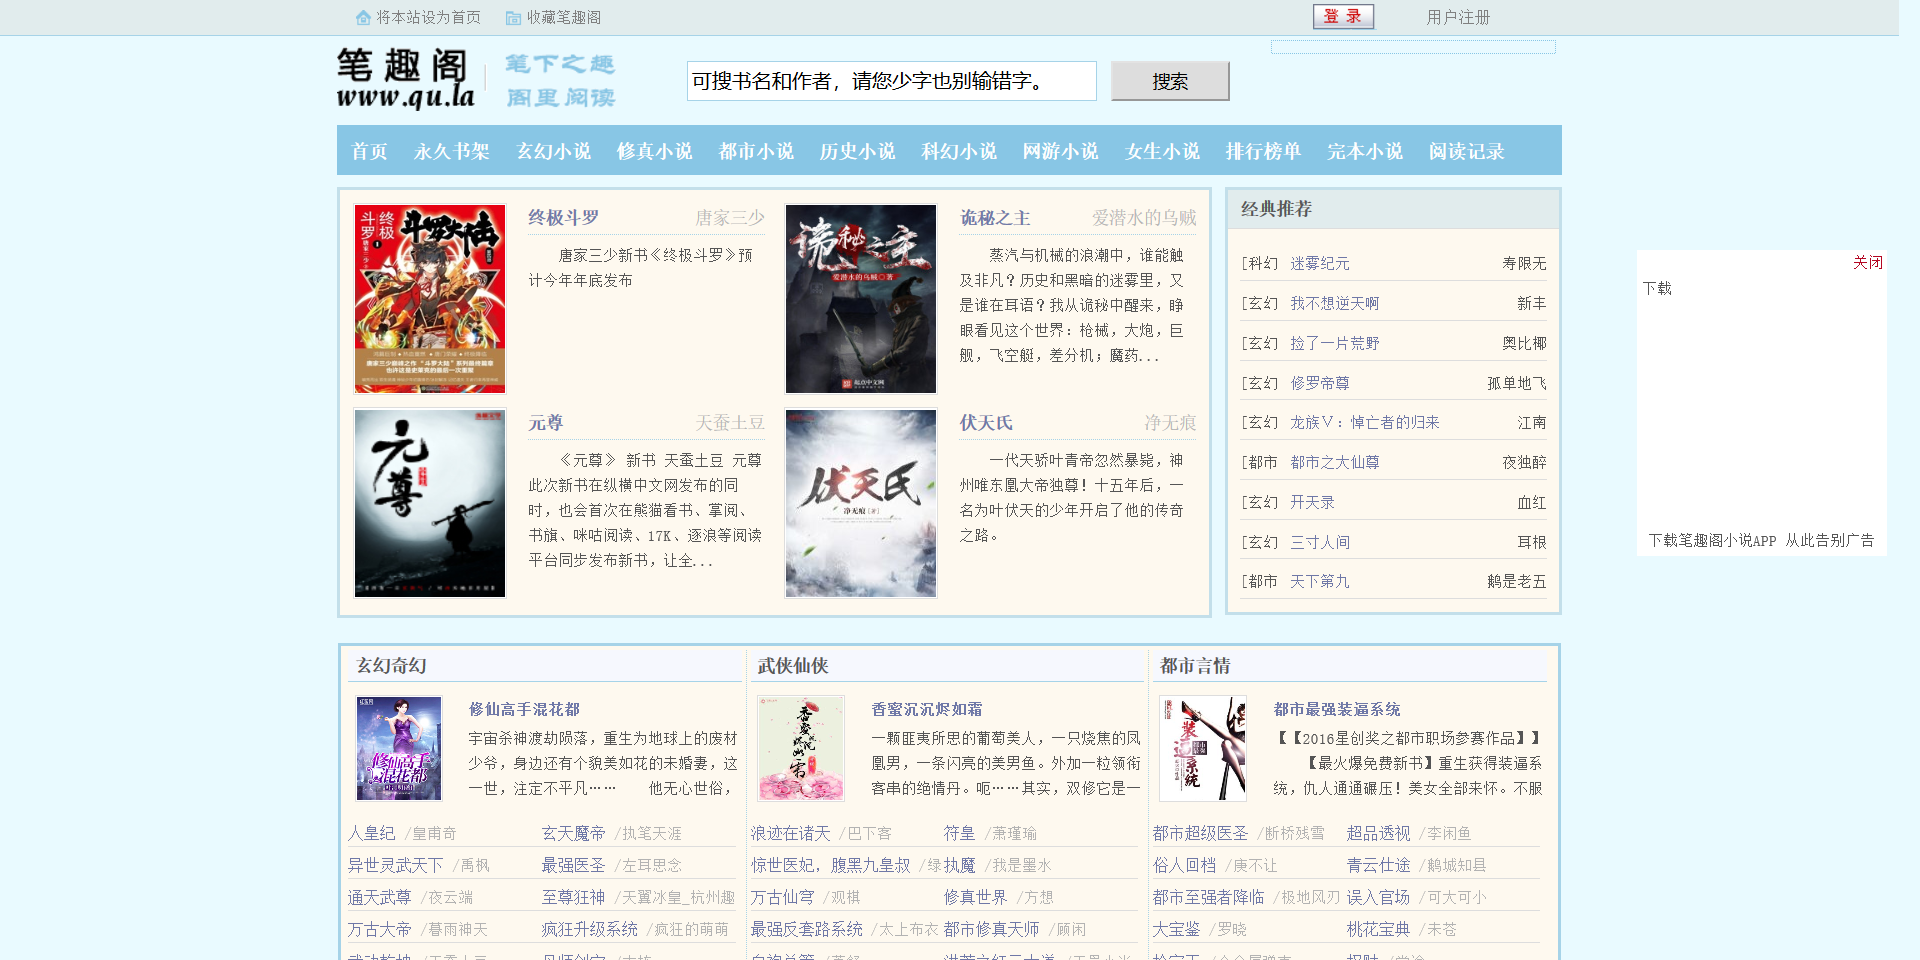 将本站设为首页 收藏笔趣阁 登 录 用户注册
笔趣阁 笔下之趣
www.qu.la 阁里阅读
可搜书名和作者，请您少字也别输错字。 搜索
首页 永久书架 玄幻小说 修真小说 都市小说 历史小说 科幻小说 网游小说 女生小说 排行榜单 完本小说 阅读记录
终极斗罗 唐家三少
唐家三少新书《终极斗罗》预
计今年年底发布
诡秘之主 爱潜水的乌贼
蒸汽与机械的浪潮中，谁能触
及非凡？历史和黑暗的迷雾里，又
是谁在耳语？我从诡秘中醒来，睁
眼看见这个世界：枪械，大炮，巨
舰，飞空艇，差分机；魔药...
元尊 天蚕土豆
《元尊》 新书 天蚕土豆 元尊
此次新书在纵横中文网发布的同
时，也会首次在熊猫看书、掌阅、
书旗、咪咕阅读、17K、逐浪等阅读
平台同步发布新书，让全...
伏天氏 净无痕
一代天骄叶青帝忽然暴毙，神
州唯东凰大帝独尊！十五年后，一
名为叶伏天的少年开启了他的传奇
之路。
经典推荐
[科幻 迷雾纪元 寿限无
[玄幻 我不想逆天啊 新丰
[玄幻 捡了一片荒野 奥比椰
[玄幻 修罗帝尊 孤单地飞
[玄幻 龙族Ⅴ：悼亡者的归来 江南
[都市 都市之大仙尊 夜独醉
[玄幻 开天录 血红
[玄幻 三寸人间 耳根
[都市 天下第九 鹅是老五
关闭
下载
下载笔趣阁小说APP 从此告别广告
玄幻奇幻
修仙高手混花都
宇宙杀神渡劫陨落，重生为地球上的废材
少爷，身边还有个貌美如花的未婚妻，这
一世，注定不平凡…… 他无心世俗，
人皇纪 /皇甫奇 玄天魔帝 /执笔天涯
异世灵武天下 /禹枫 最强医圣 /左耳思念
通天武尊 /夜云端 至尊狂神 /天翼冰皇_杭州趣
万古大帝 /暮雨神天 疯狂升级系统 /疯狂的萌萌
武侠仙侠
香蜜沉沉烬如霜
一颗匪夷所思的葡萄美人，一只烧焦的凤
凰男，一条闪亮的美男鱼。外加一粒领衔
客串的绝情丹。呃……其实，双修它是一
浪迹在诸天 /巴下客 符皇 /萧瑾瑜
惊世医妃，腹黑九皇叔 /绿 执魔 /我是墨水
万古仙穹 /观棋 修真世界 /方想
最强反套路系统 /太上布衣 都市修真天师 /顾闲
都市言情
都市最强装逼系统
【【2016星创奖之都市职场参赛作品】】
【最火爆免费新书】重生获得装逼系
统，仇人通通碾压！美女全部来怀。不服
都市超级医圣 /断桥残雪 超品透视 /李闲鱼
俗人回档 /庚不让 青云仕途 /鹅城知县
都市至强者降临 /极地风刃 误入官场 /可大可小
大宝鉴 /罗晓 桃花宝典 /未苍